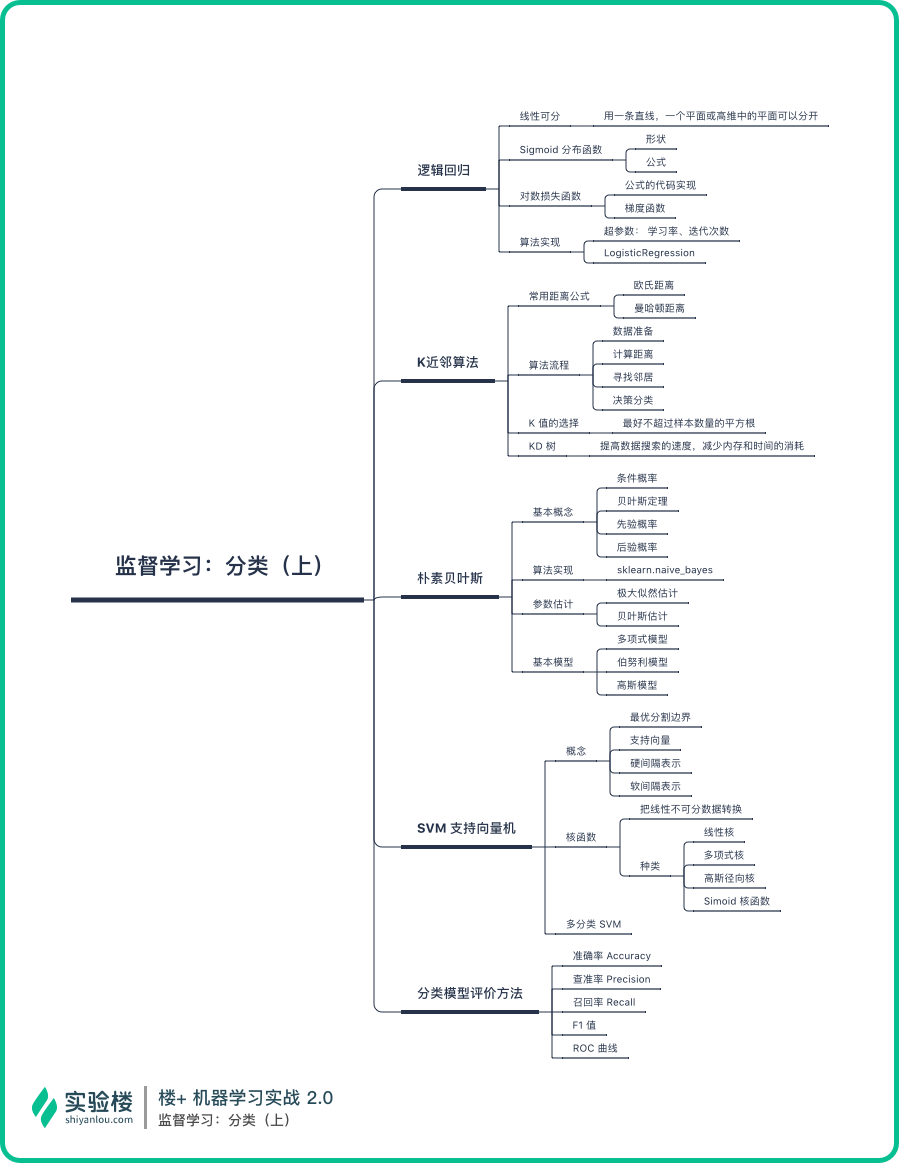 监督学习：分类（上）
逻辑回归
线性可分
用一条直线，一个平面或高维中的平面可以分开
Sigmoid 分布函数
形状
公式
对数损失函数
公式的代码实现
梯度函数
算法实现
超参数： 学习率、迭代次数
LogisticRegression
K近邻算法
常用距离公式
欧氏距离
曼哈顿距离
算法流程
数据准备
计算距离
寻找邻居
决策分类
K 值的选择
最好不超过样本数量的平方根
KD 树
提高数据搜索的速度，减少内存和时间的消耗
朴素贝叶斯
基本概念
条件概率
贝叶斯定理
先验概率
后验概率
算法实现
sklearn.naive_bayes
参数估计
极大似然估计
贝叶斯估计
基本模型
多项式模型
伯努利模型
高斯模型
SVM 支持向量机
概念
最优分割边界
支持向量
硬间隔表示
软间隔表示
核函数
把线性不可分数据转换
种类
线性核
多项式核
高斯径向核
Simoid 核函数
多分类 SVM
分类模型评价方法
准确率 Accuracy
查准率 Precision
召回率 Recall
F1 值
ROC 曲线
实验楼
shiyanlou.com
楼+ 机器学习实战 2.0
监督学习：分类（上）